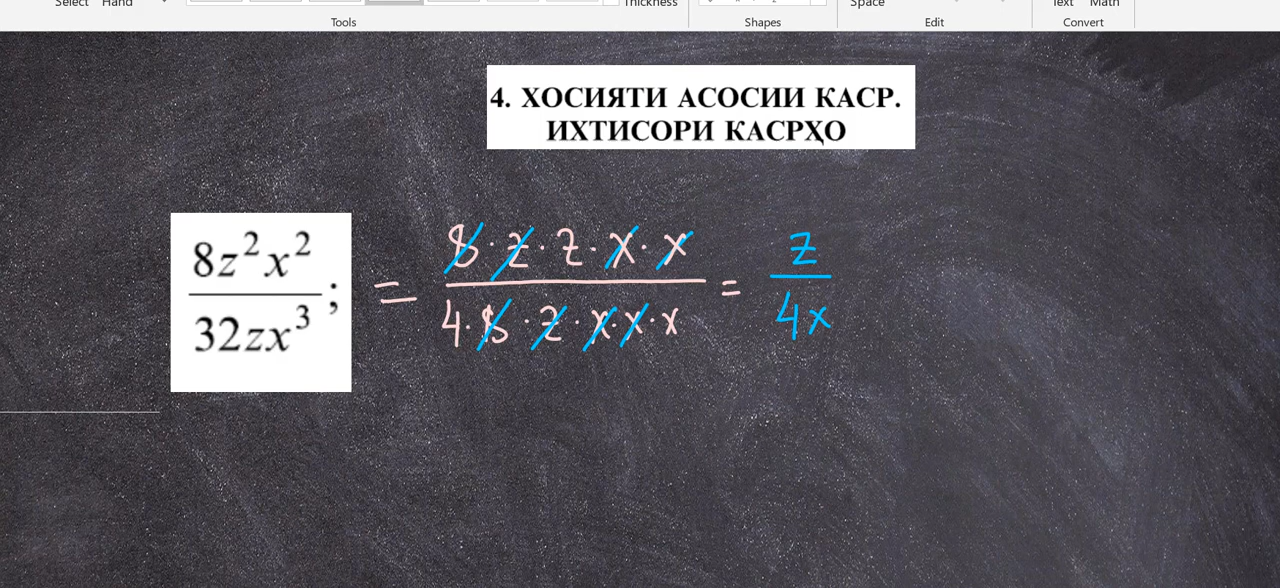 Select Hand Thickness Space Text Math
Tools Shapes Edit Convert
4. ХОСИЯТИ АСОСИИ КАСР.
ИХТИСОРИ КАСРҲО
8z²x²/32zx³; = 8·z·z·x·x/4·8·z·x·x·x = z/4x